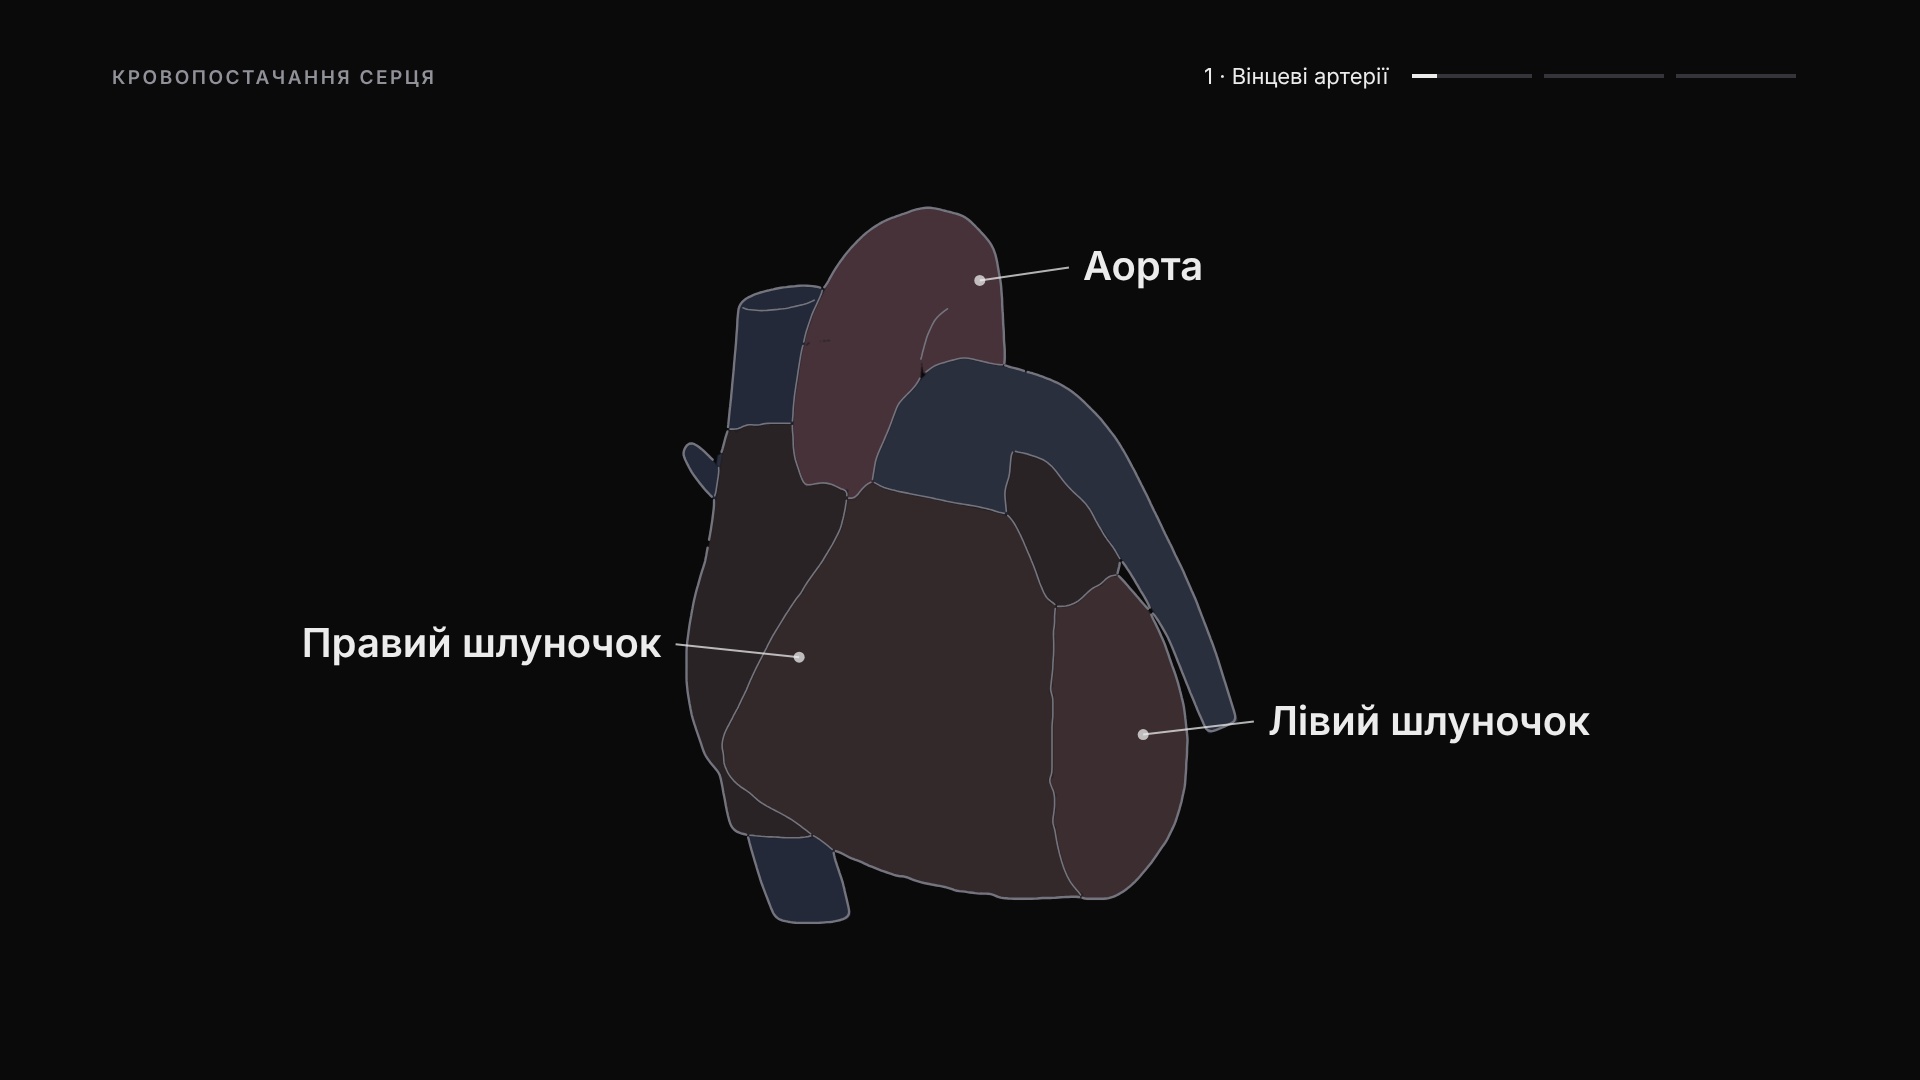 КРОВОПОСТАЧАННЯ СЕРЦЯ
1 · Вінцеві артерії
Аорта
Правий шлуночок
Лівий шлуночок